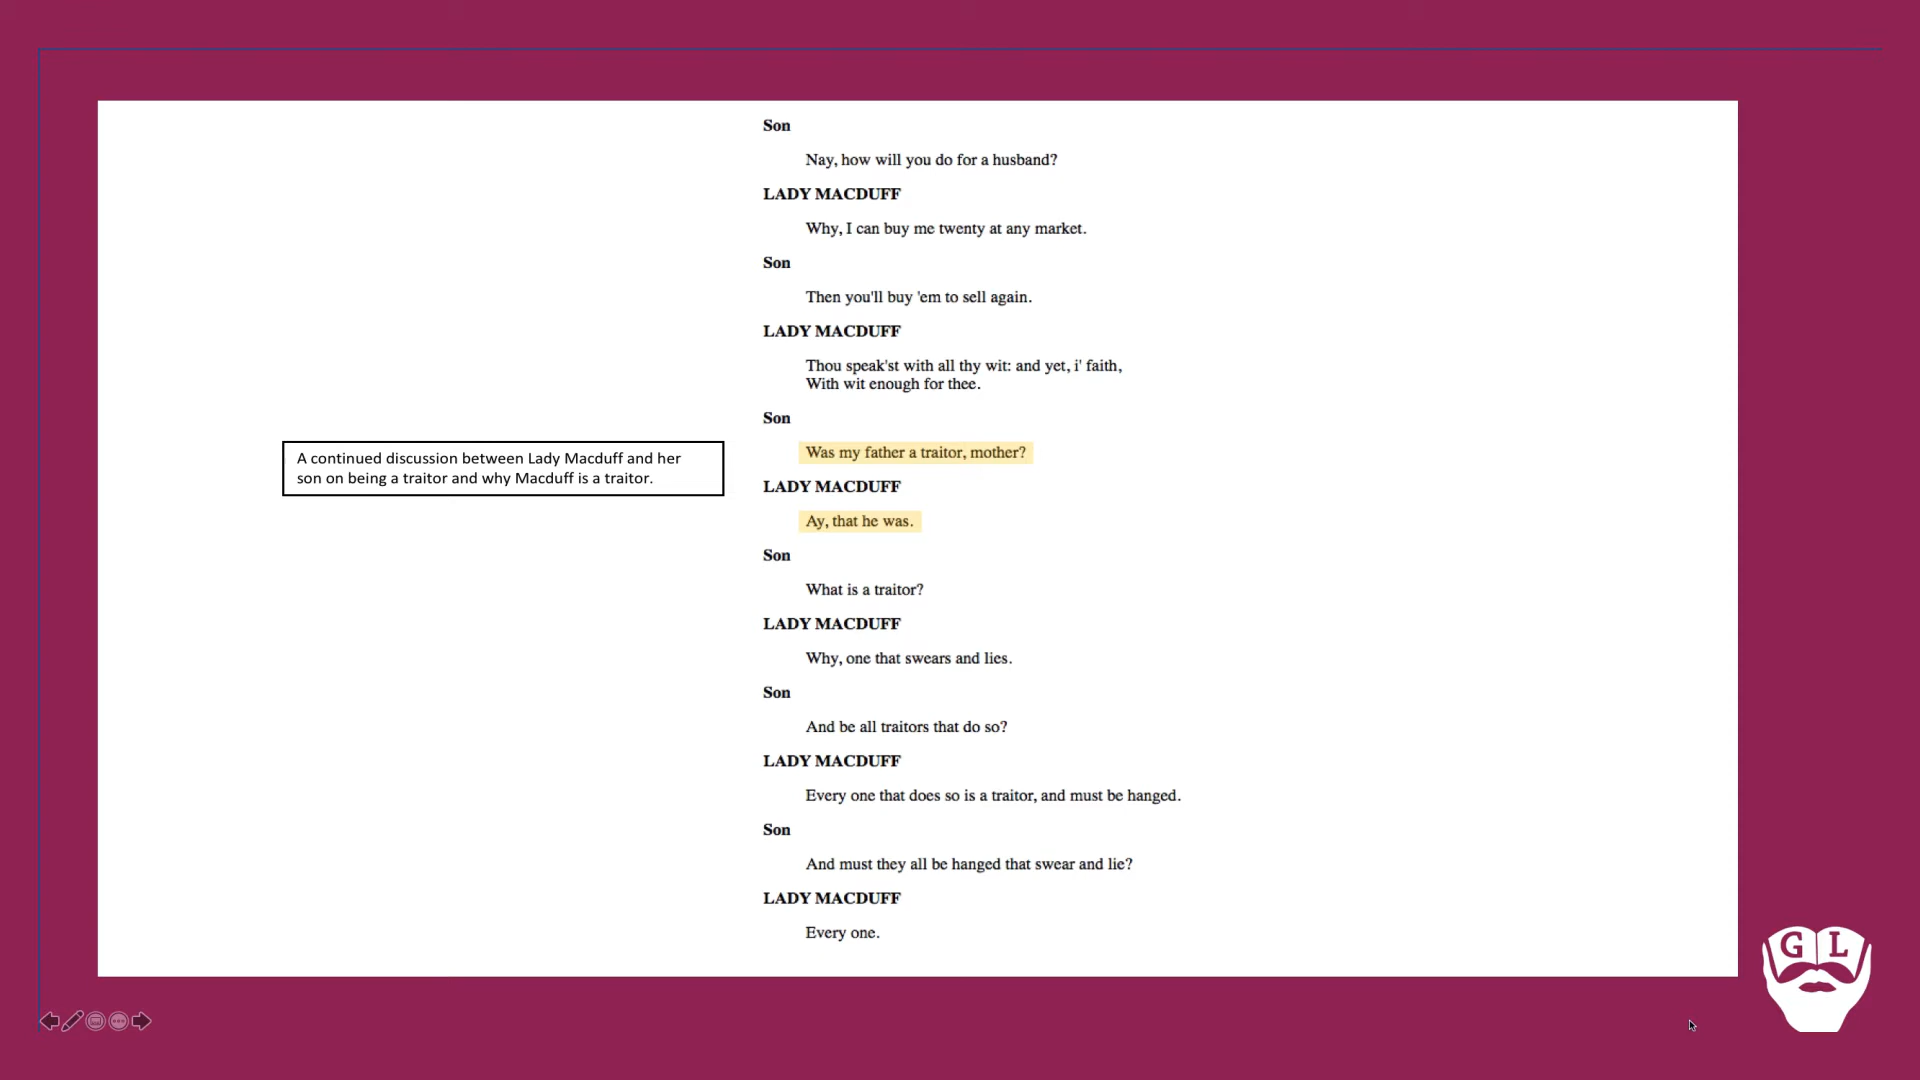 Son
Nay, how will you do for a husband?
LADY MACDUFF
Why, I can buy me twenty at any market.
Son
Then you'll buy 'em to sell again.
LADY MACDUFF
Thou speak'st with all thy wit: and yet, i' faith,
With wit enough for thee.
Son
Was my father a traitor, mother?
A continued discussion between Lady Macduff and her
son on being a traitor and why Macduff is a traitor.
LADY MACDUFF
Ay, that he was.
Son
What is a traitor?
LADY MACDUFF
Why, one that swears and lies.
Son
And be all traitors that do so?
LADY MACDUFF
Every one that does so is a traitor, and must be hanged.
Son
And must they all be hanged that swear and lie?
LADY MACDUFF
Every one.
G L